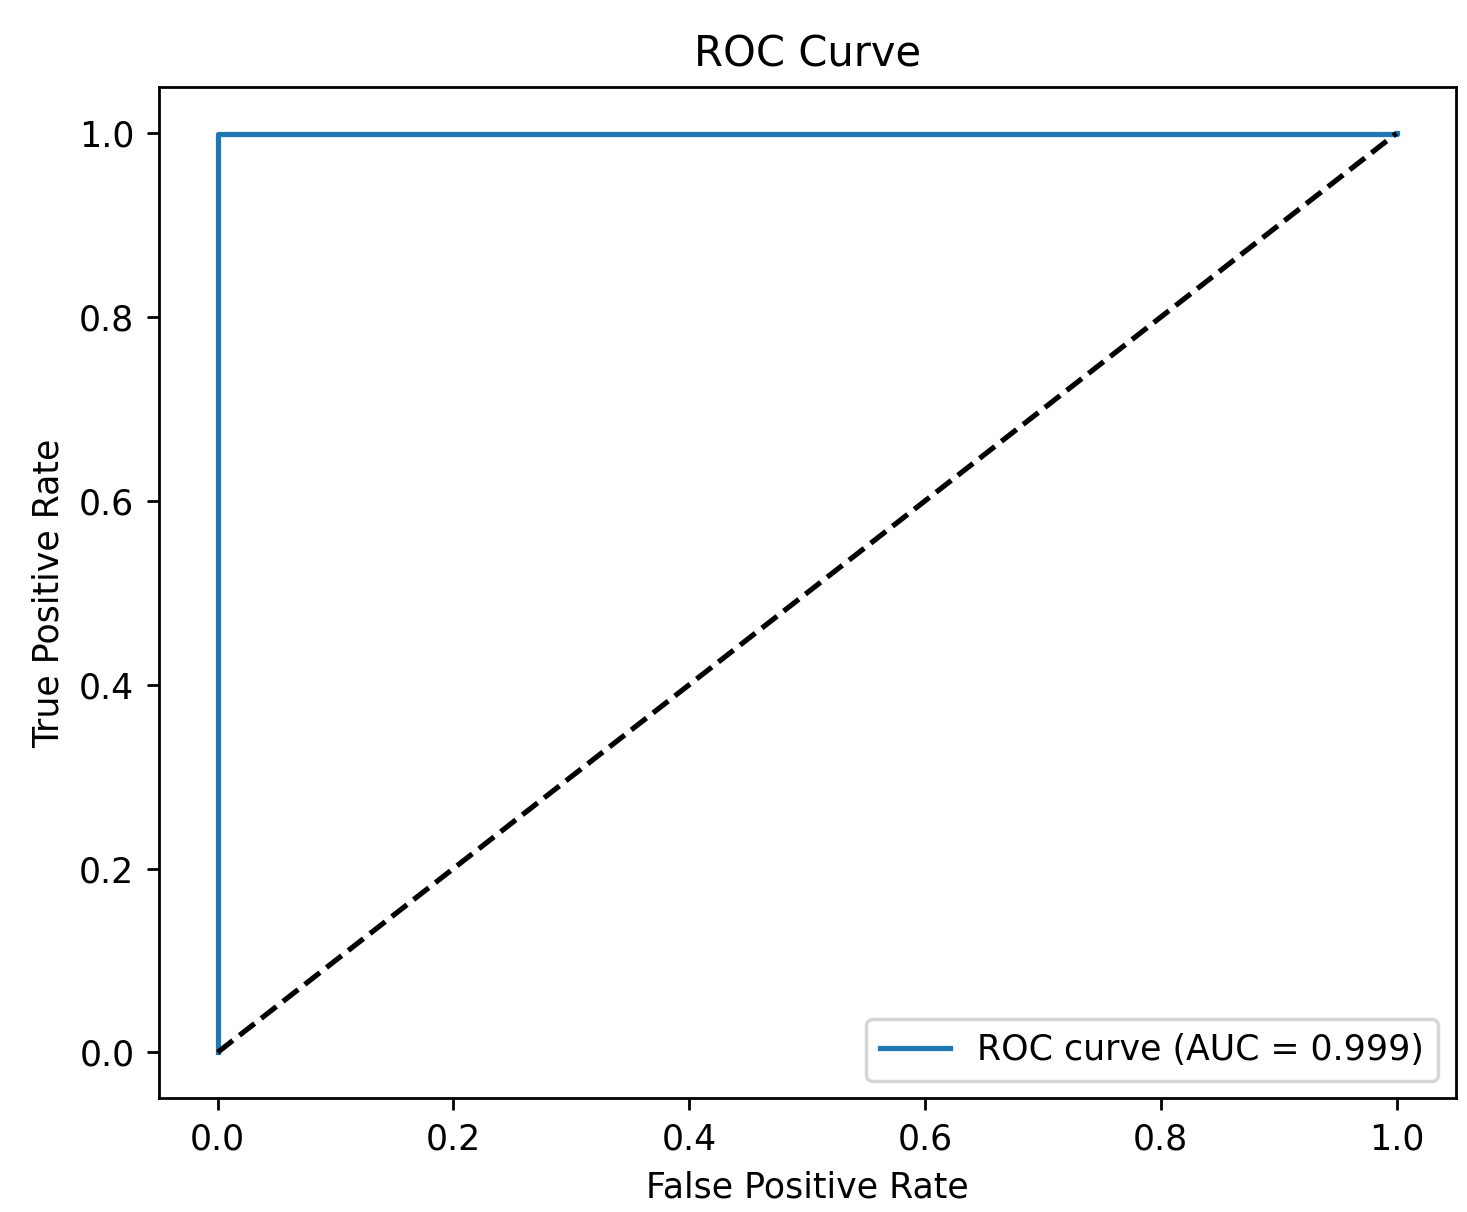 ROC Curve
1.0
0.8
0.6
0.4
0.2
0.0
True Positive Rate
ROC curve (AUC = 0.999)
0.0 0.2 0.4 0.6 0.8 1.0
False Positive Rate